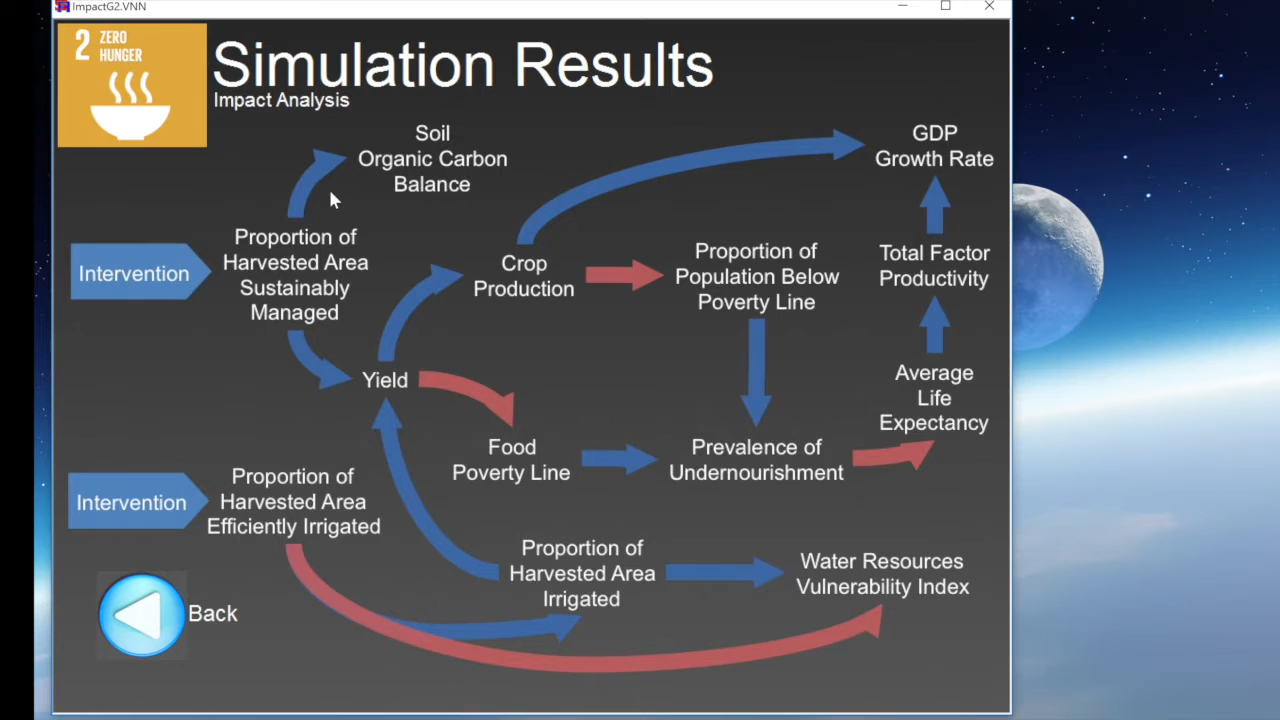 ImpactG2.VNN
2 ZERO
HUNGER
Simulation Results
Impact Analysis
Soil
Organic Carbon
Balance
GDP
Growth Rate
Intervention
Proportion of
Harvested Area
Sustainably
Managed
Crop
Production
Proportion of
Population Below
Poverty Line
Total Factor
Productivity
Yield
Average
Life
Expectancy
Food
Poverty Line
Prevalence of
Undernourishment
Intervention
Proportion of
Harvested Area
Efficiently Irrigated
Proportion of
Harvested Area
Irrigated
Water Resources
Vulnerability Index
Back